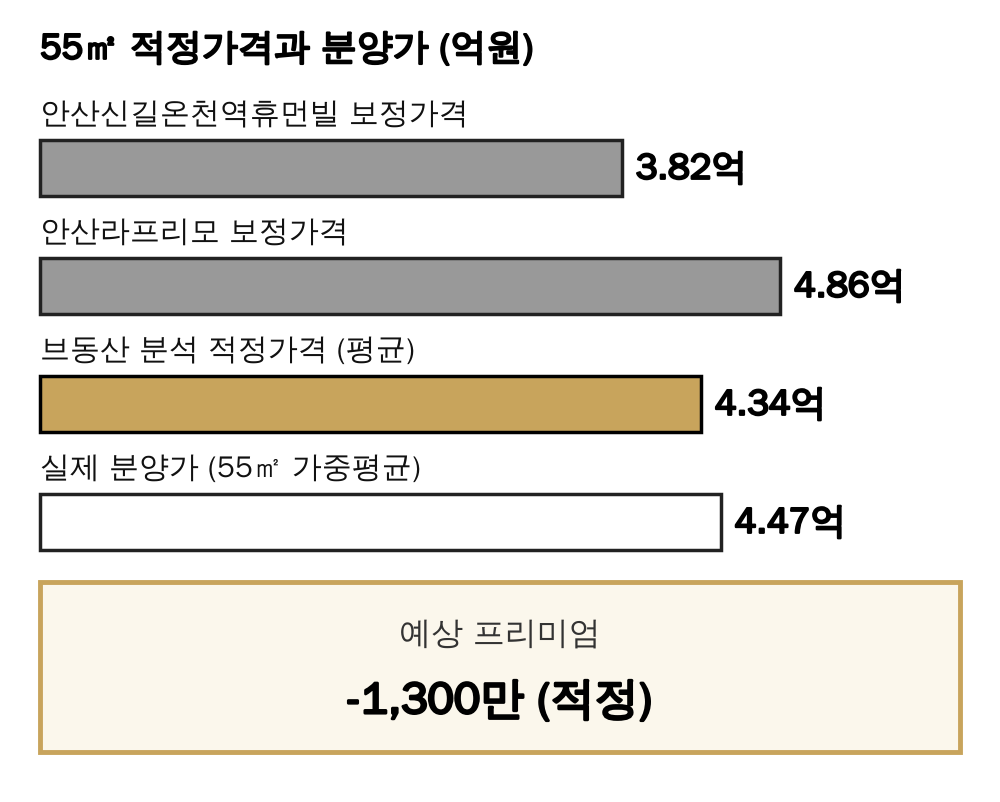 55㎡ 적정가격과 분양가 (억원)
안산신길온천역휴먼빌 보정가격
3.82억
안산라프리모 보정가격
4.86억
브동산 분석 적정가격 (평균)
4.34억
실제 분양가 (55㎡ 가중평균)
4.47억
예상 프리미엄
-1,300만 (적정)